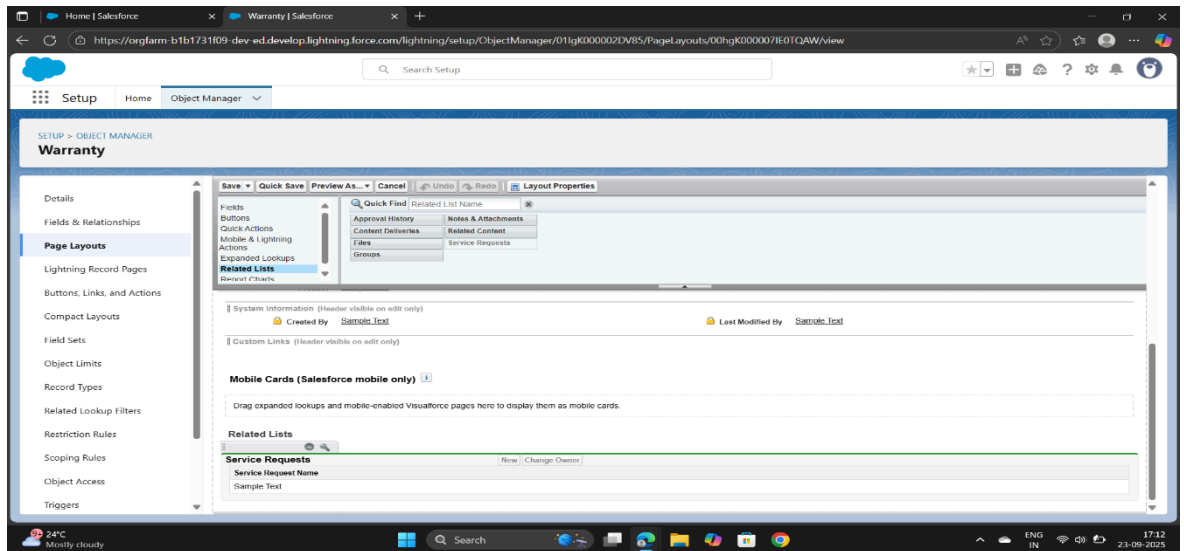 Home | Salesforce
Warranty | Salesforce
https://orgfarm-b1b1731f09-dev-ed.develop.lightning.force.com/lightning/setup/ObjectManager/01IgK000002DV85/PageLayouts/00hgK000007IE0TQAW/view
Search Setup
Setup Home Object Manager
SETUP > OBJECT MANAGER
Warranty
Details
Fields & Relationships
Page Layouts
Lightning Record Pages
Buttons, Links, and Actions
Compact Layouts
Field Sets
Object Limits
Record Types
Related Lookup Filters
Restriction Rules
Scoping Rules
Object Access
Triggers
Save Quick Save Preview As... Cancel Undo Redo Layout Properties
Fields
Buttons
Quick Actions
Mobile & Lightning
Actions
Expanded Lookups
Related Lists
Report Charts
Quick Find Related List Name
Approval History Notes & Attachments
Content Deliveries Related Content
Files Service Requests
Groups
System Information (Header visible on edit only)
Created By Sample Text Last Modified By Sample Text
Custom Links (Header visible on edit only)
Mobile Cards (Salesforce mobile only) i
Drag expanded lookups and mobile-enabled Visualforce pages here to display them as mobile cards.
Related Lists
Service Requests New Change Owner
Service Request Name
Sample Text
24°C
Mostly cloudy
Search
ENG
IN
17:12
23-09-2025